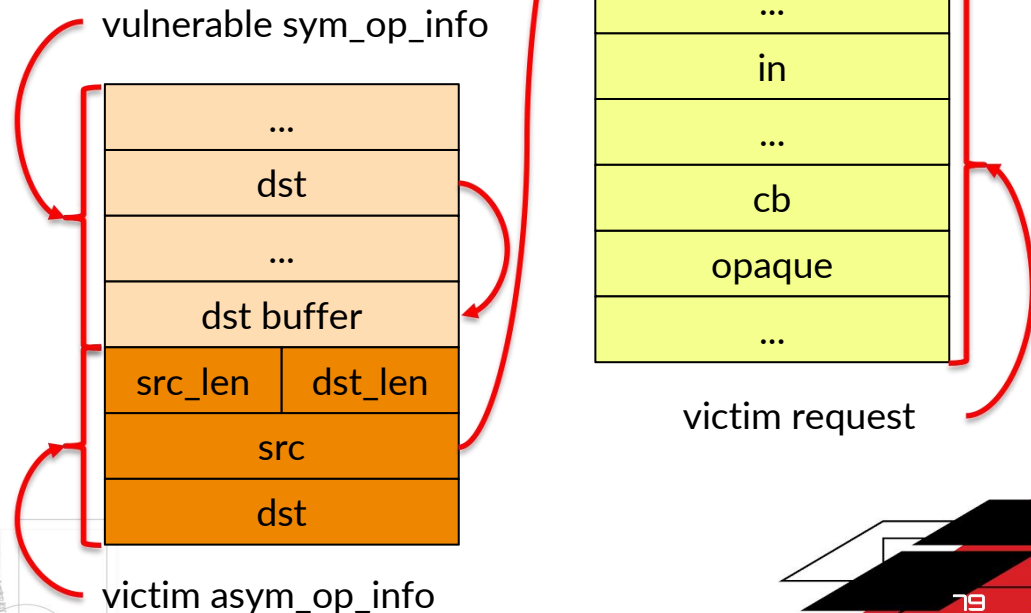 vulnerable sym_op_info
...
dst
...
dst buffer
src_len dst_len
src
dst
victim asym_op_info
...
in
...
cb
opaque
...
victim request
79